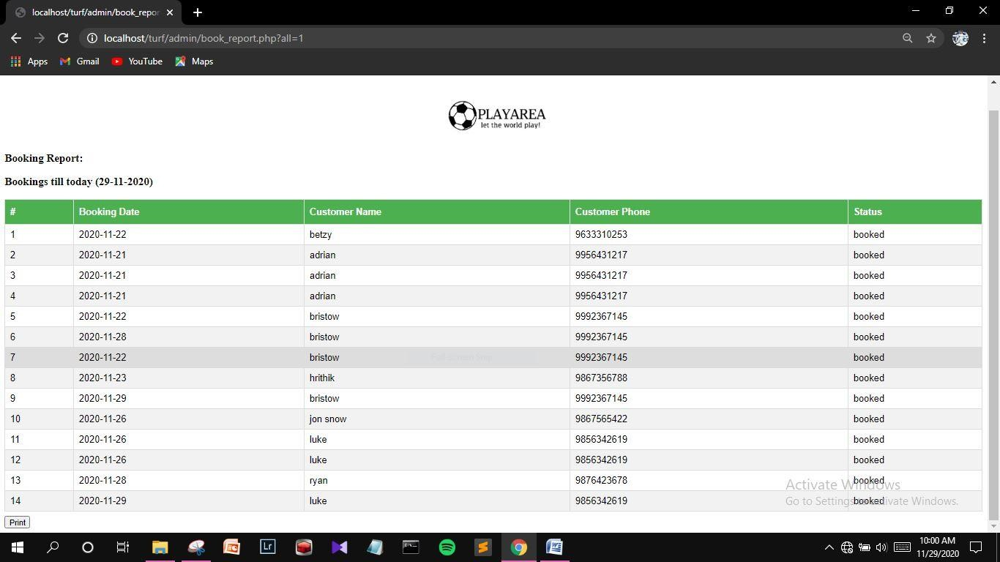 localhost/turf/admin/book_repor
localhost/turf/admin/book_report.php?all=1
Apps Gmail YouTube Maps
PLAYAREA
let the world play!
Booking Report:
Bookings till today (29-11-2020)
# Booking Date Customer Name Customer Phone Status
1 2020-11-22 betzy 9633310253 booked
2 2020-11-21 adrian 9956431217 booked
3 2020-11-21 adrian 9956431217 booked
4 2020-11-21 adrian 9956431217 booked
5 2020-11-22 bristow 9992367145 booked
6 2020-11-28 bristow 9992367145 booked
7 2020-11-22 bristow 9992367145 booked
8 2020-11-23 hrithik 9867356788 booked
9 2020-11-29 bristow 9992367145 booked
10 2020-11-26 jon snow 9867565422 booked
11 2020-11-26 luke 9856342619 booked
12 2020-11-26 luke 9856342619 booked
13 2020-11-28 ryan 9876423678 booked
Activate Windows
14 2020-11-29 luke 9856342619 booked
Go to Settings to activate Windows.
Print
Lr
10:00 AM
11/29/2020